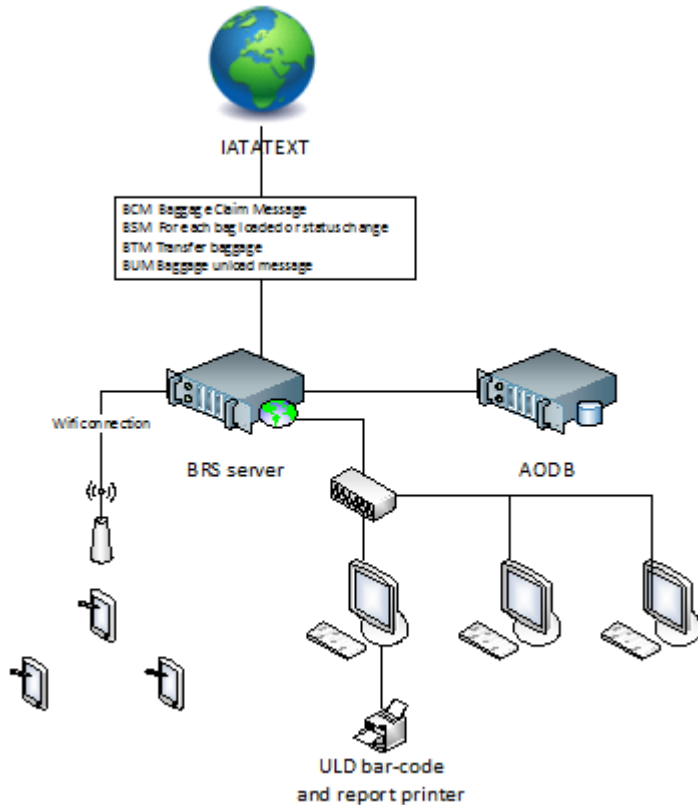 IATATEXT
BCM Baggage Claim Message
BSM For each bag loaded or status change
BTM Transfer baggage
BUM Baggage unload message
Wifi connection
BRS server
AODB
ULD bar-code
and report printer